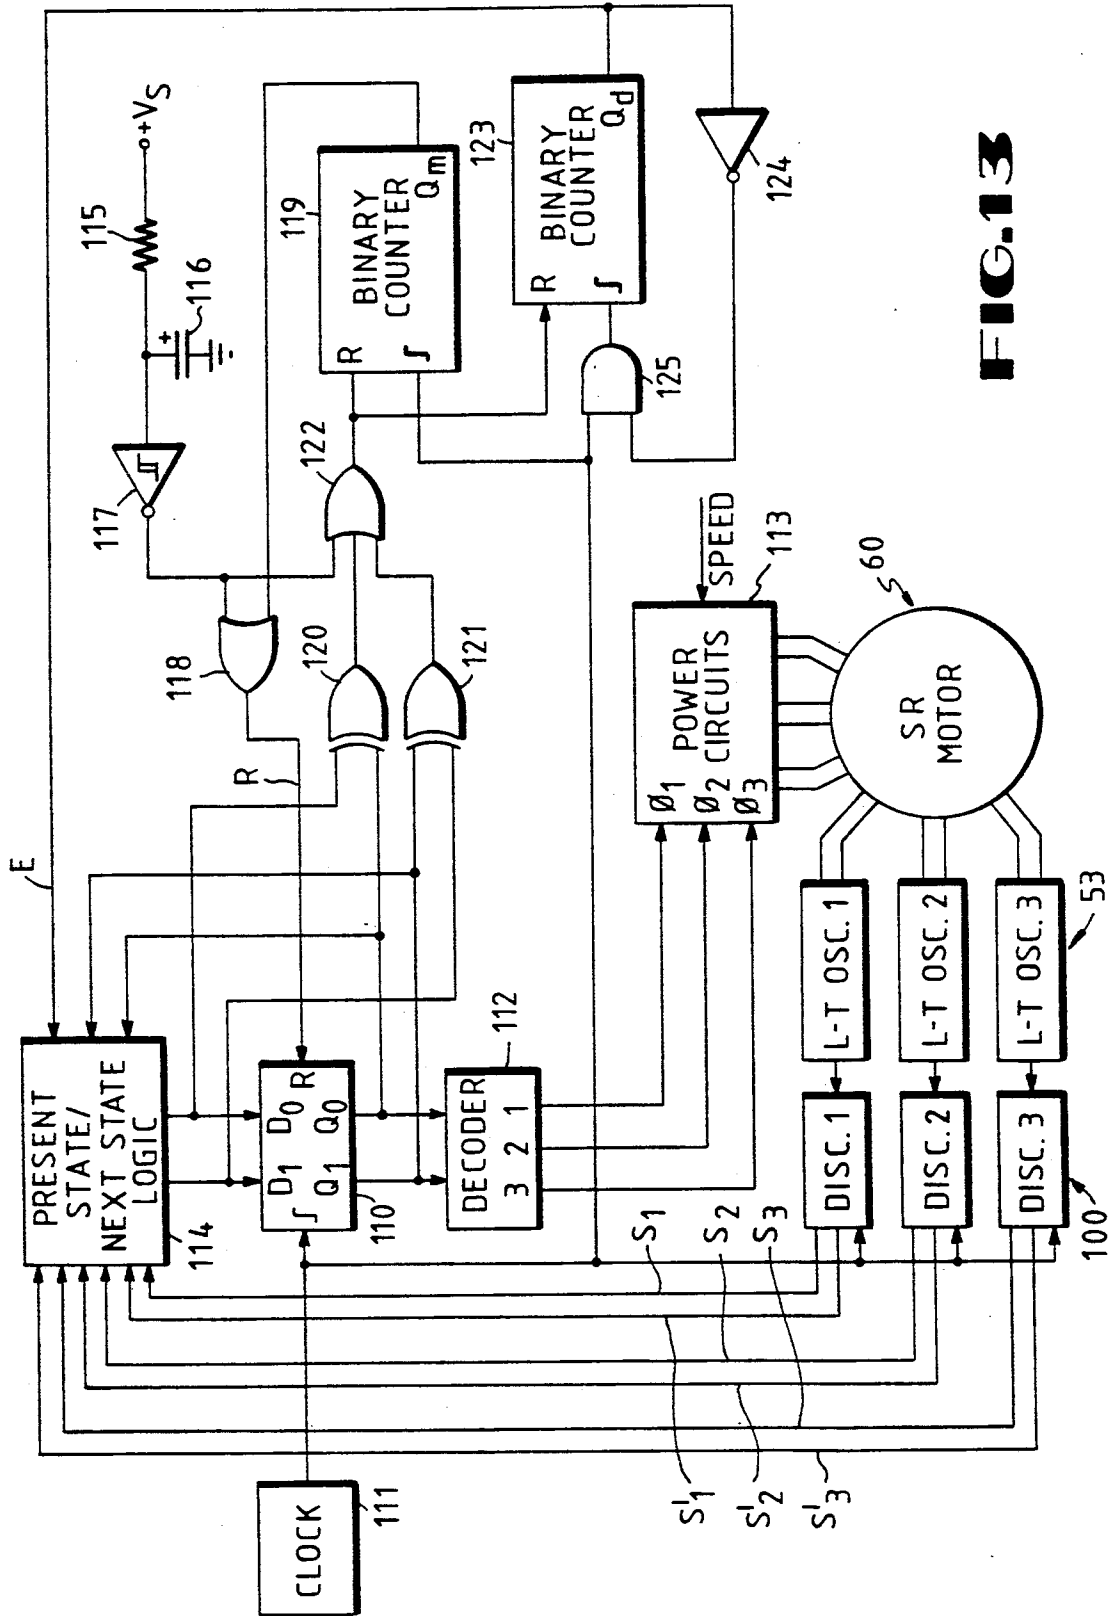 E
115
+VS
+
116
117
118
R
120
121
122
119
BINARY
COUNTER
R
∫
Qm
123
BINARY
COUNTER
R
∫
Qd
124
125
PRESENT
STATE/
NEXT STATE
LOGIC
114
D1 D0 R
∫ Q1 Q0
110
CLOCK
111
DECODER
3 2 1
112
POWER
CIRCUITS
Ø1
Ø2
Ø3
SPEED
113
SR
MOTOR
60
L-T OSC. 1
L-T OSC. 2
L-T OSC. 3
53
DISC. 1
DISC. 2
DISC. 3
100
S1
S2
S3
S'1
S'2
S'3
FIG.13